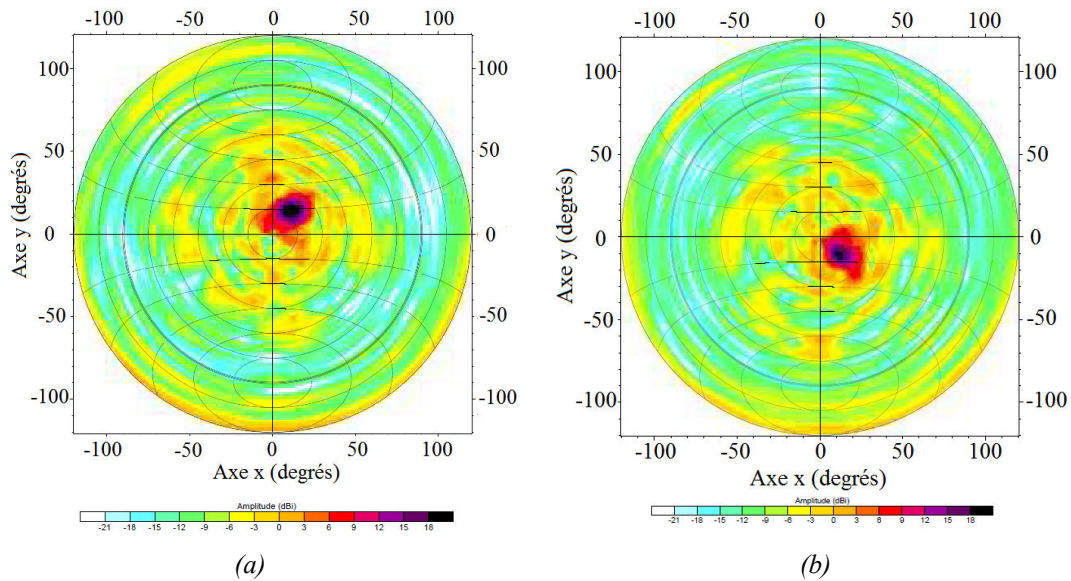 -100 -50 0 50 100
100 100
50 50
0 0
-50 -50
-100 -100
Axe y (degrés)
-100 -50 0 50 100
Axe x (degrés)
Amplitude (dBi)
-21 -18 -15 -12 -9 -6 -3 0 3 6 9 12 15 18
(a)
-100 -50 0 50 100
100 100
50 50
0 0
-50 -50
-100 -100
Axe y (degrés)
-100 -50 0 50 100
Axe x (degrés)
Amplitude (dBi)
-21 -18 -15 -12 -9 -6 -3 0 3 6 9 12 15 18
(b)